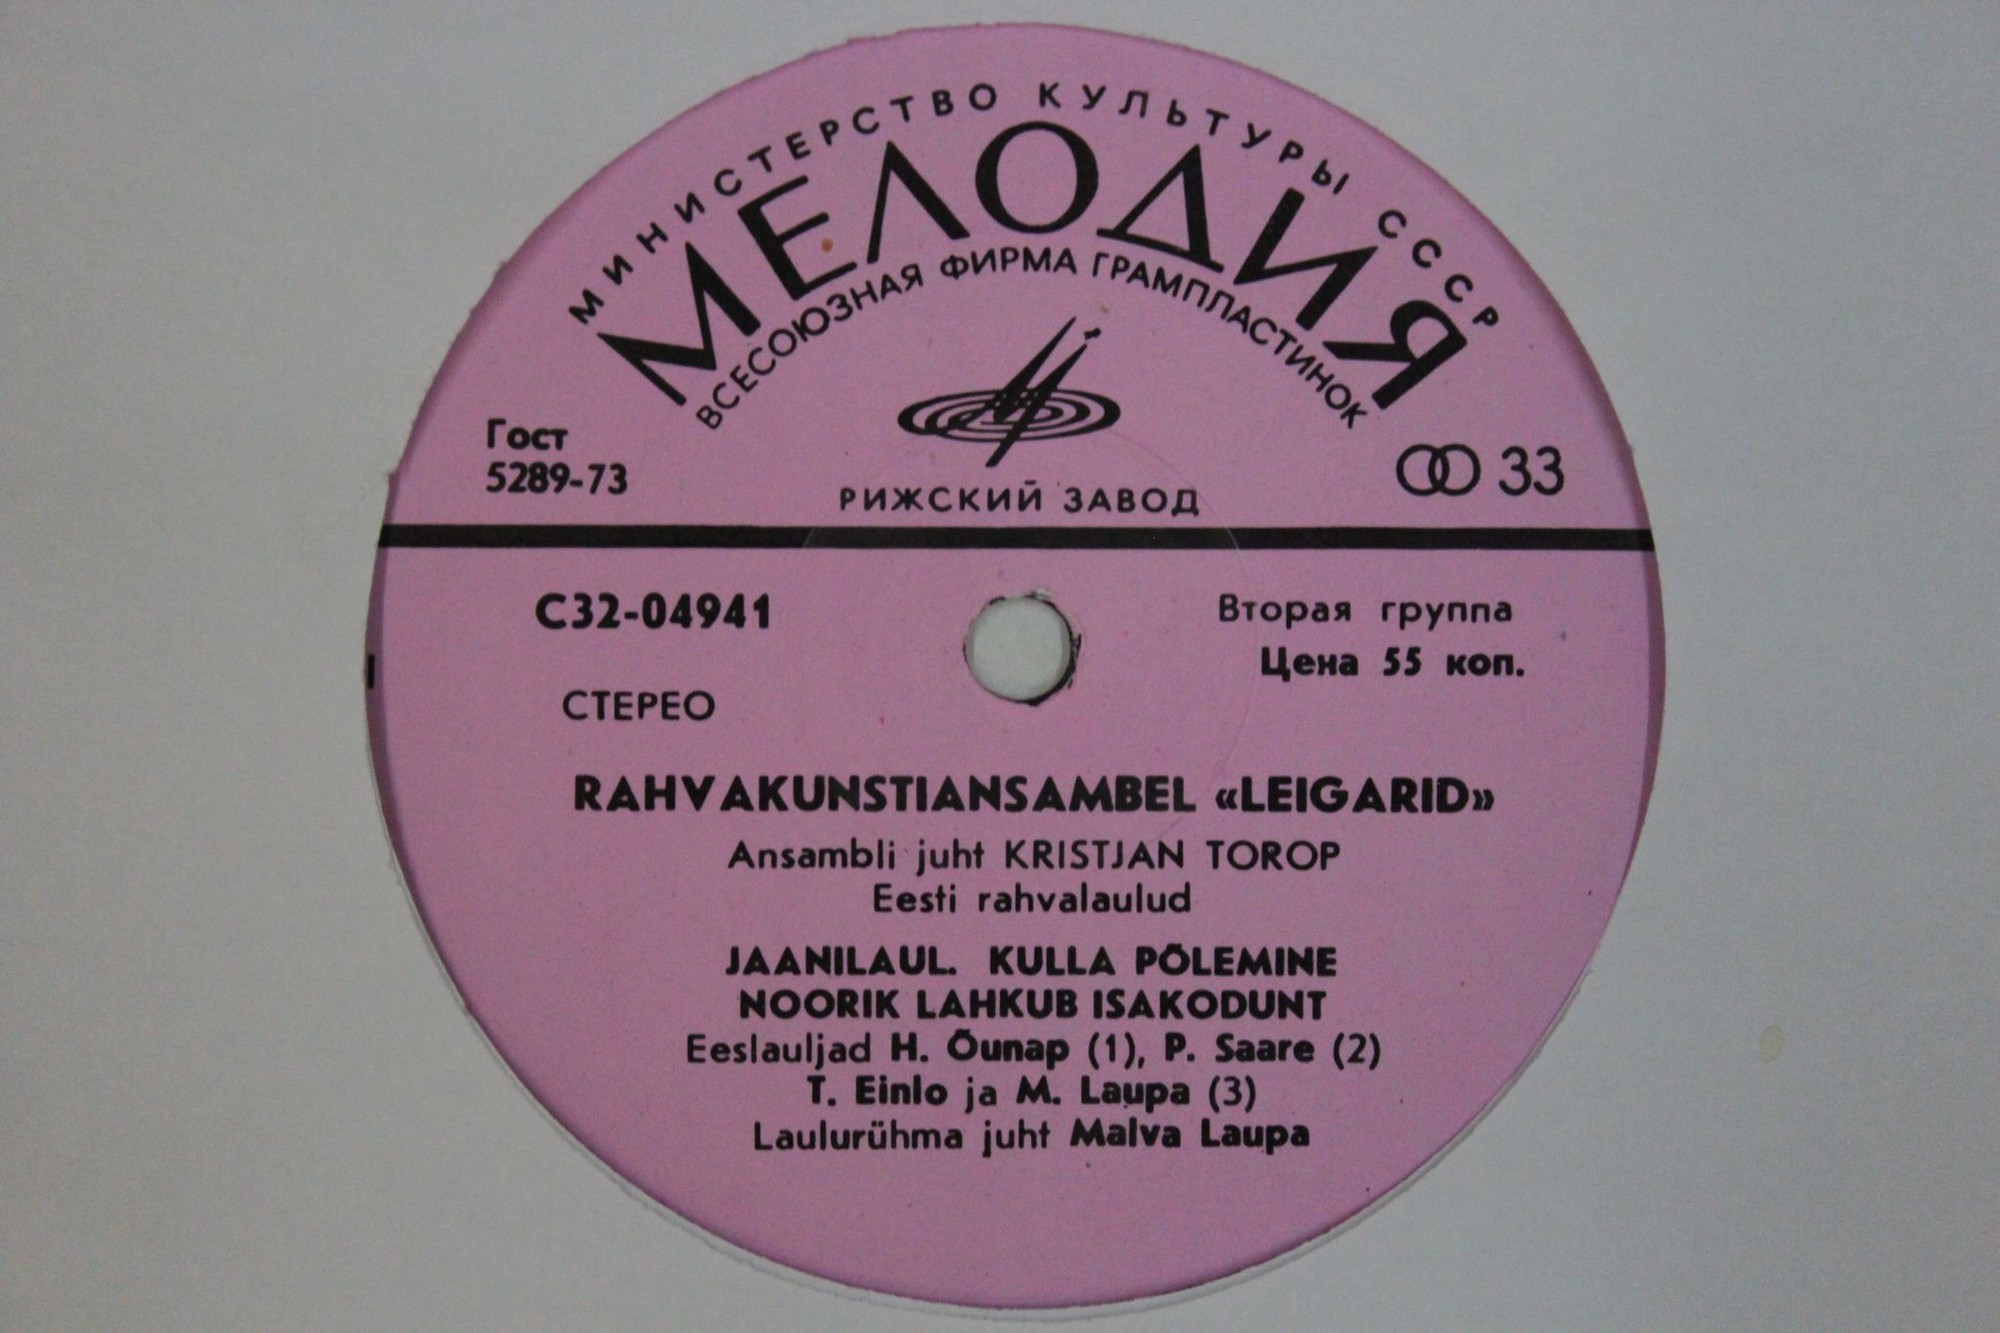 МИНИСТЕРСТВО КУЛЬТУРЫ СССР
МЕЛОДИЯ
ВСЕСОЮЗНАЯ ФИРМА ГРАМПЛАСТИНОК
Гост
5289-73
33
РИЖСКИЙ ЗАВОД
С32-04941
Вторая группа
Цена 55 коп.
СТЕРЕО
RAHVAKUNSTIANSAMBEL «LEIGARID»
Ansambli juht KRISTJAN TOROP
Eesti rahvalaulud
JAANILAUL. KULLA PÕLEMINE
NOORIK LAHKUB ISAKODUNT
Eeslauljad H. Õunap (1), P. Saare (2)
T. Einlo ja M. Laupa (3)
Laulurühma juht Malva Laupa